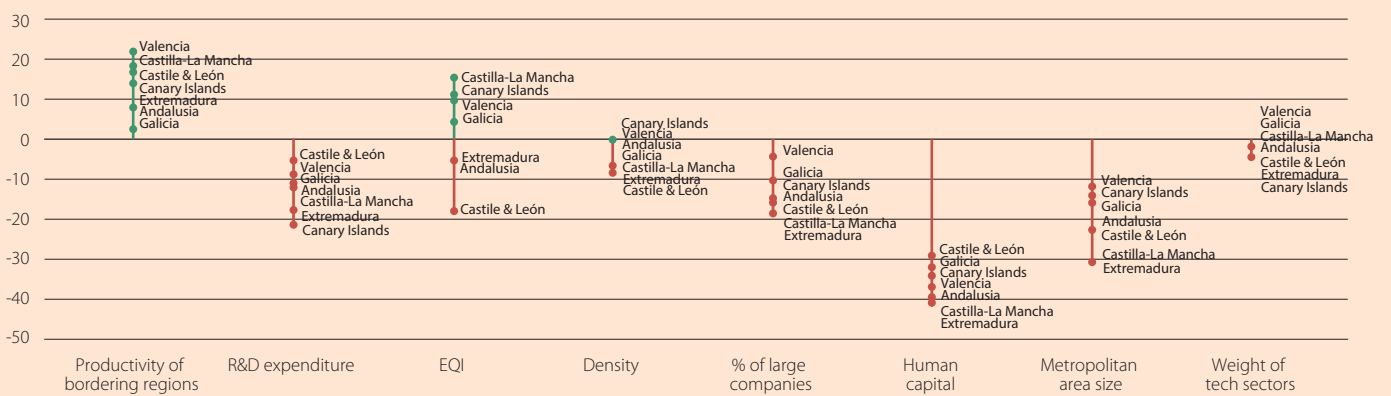 30
20
10
0
-10
-20
-30
-40
-50
Valencia
Castilla-La Mancha
Castile & León
Canary Islands
Extremadura
Andalusia
Galicia
Castile & León
Valencia
Galicia
Andalusia
Castilla-La Mancha
Extremadura
Canary Islands
Castilla-La Mancha
Canary Islands
Valencia
Galicia
Extremadura
Andalusia
Castile & León
Canary Islands
Valencia
Andalusia
Galicia
Castilla-La Mancha
Extremadura
Castile & León
Valencia
Galicia
Canary Islands
Andalusia
Castile & León
Castilla-La Mancha
Extremadura
Castile & León
Galicia
Canary Islands
Valencia
Andalusia
Castilla-La Mancha
Extremadura
Valencia
Canary Islands
Galicia
Andalusia
Castile & León
Castilla-La Mancha
Extremadura
Valencia
Galicia
Castilla-La Mancha
Andalusia
Castile & León
Extremadura
Canary Islands
Productivity of
bordering regions
R&D expenditure
EQI
Density
% of large
companies
Human
capital
Metropolitan
area size
Weight of
tech sectors